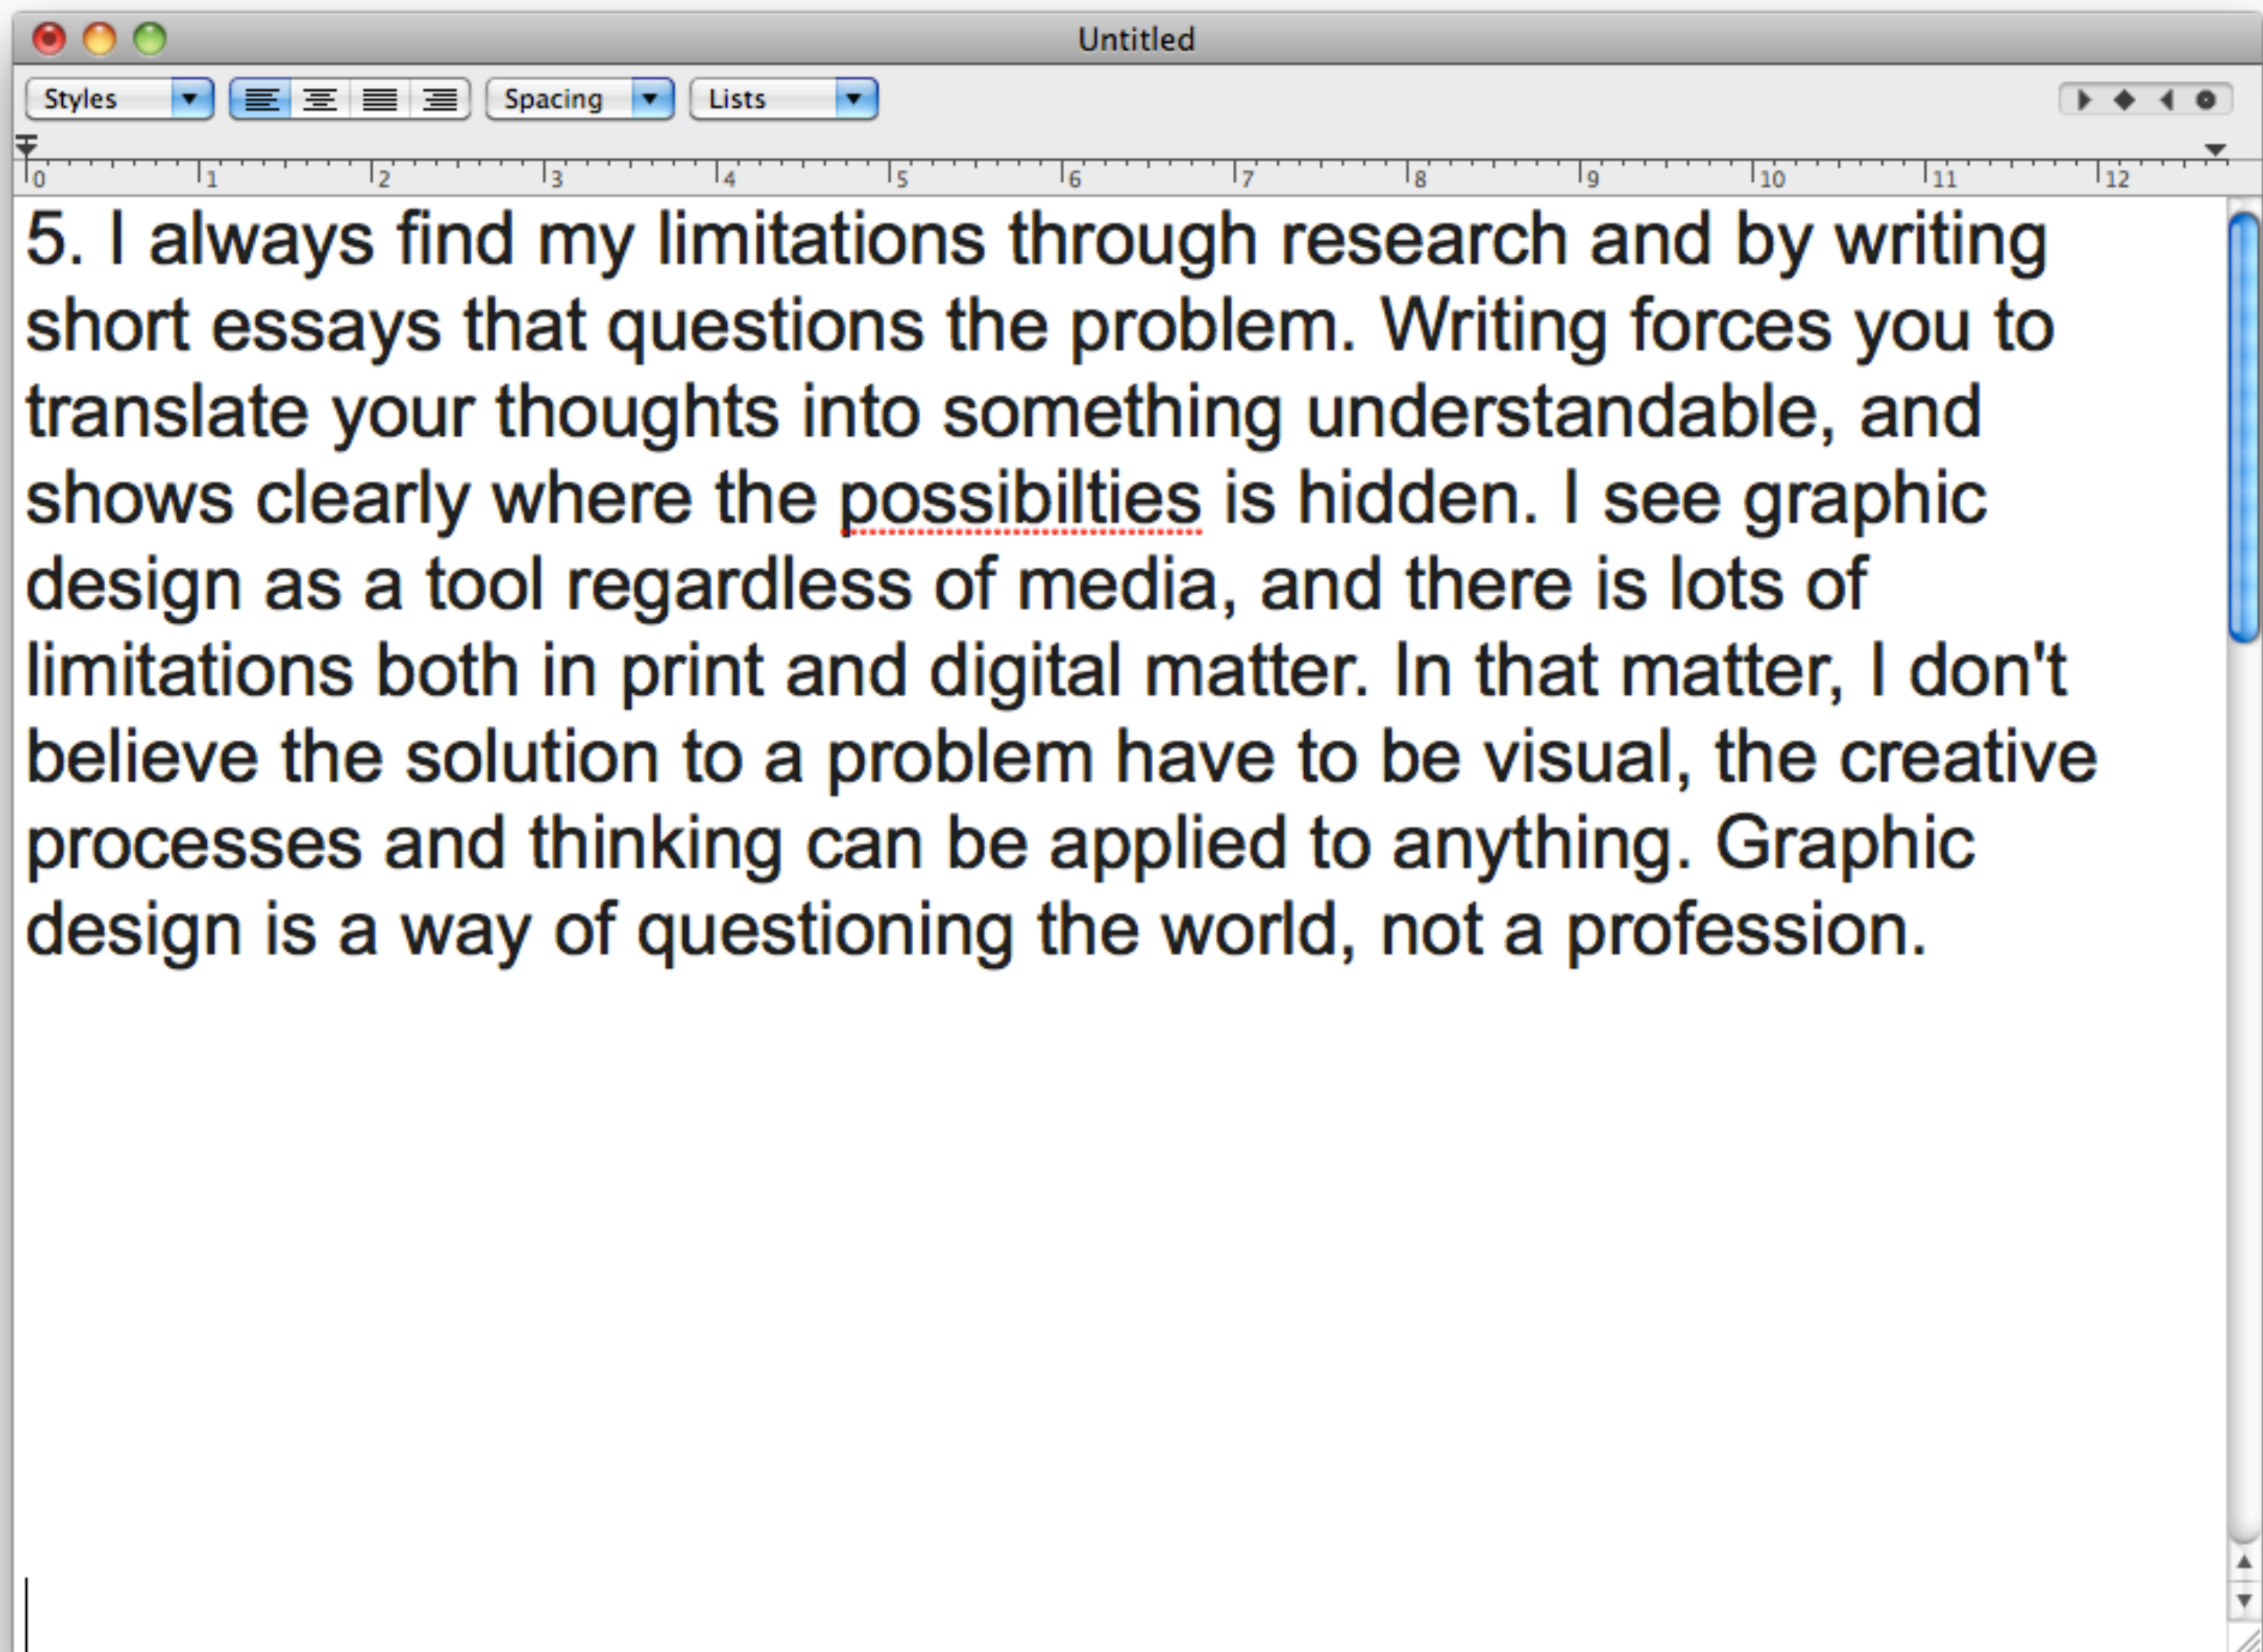 Untitled
Styles Spacing Lists
0 1 2 3 4 5 6 7 8 9 10 11 12
5. I always find my limitations through research and by writing
short essays that questions the problem. Writing forces you to
translate your thoughts into something understandable, and
shows clearly where the possibilties is hidden. I see graphic
design as a tool regardless of media, and there is lots of
limitations both in print and digital matter. In that matter, I don't
believe the solution to a problem have to be visual, the creative
processes and thinking can be applied to anything. Graphic
design is a way of questioning the world, not a profession.